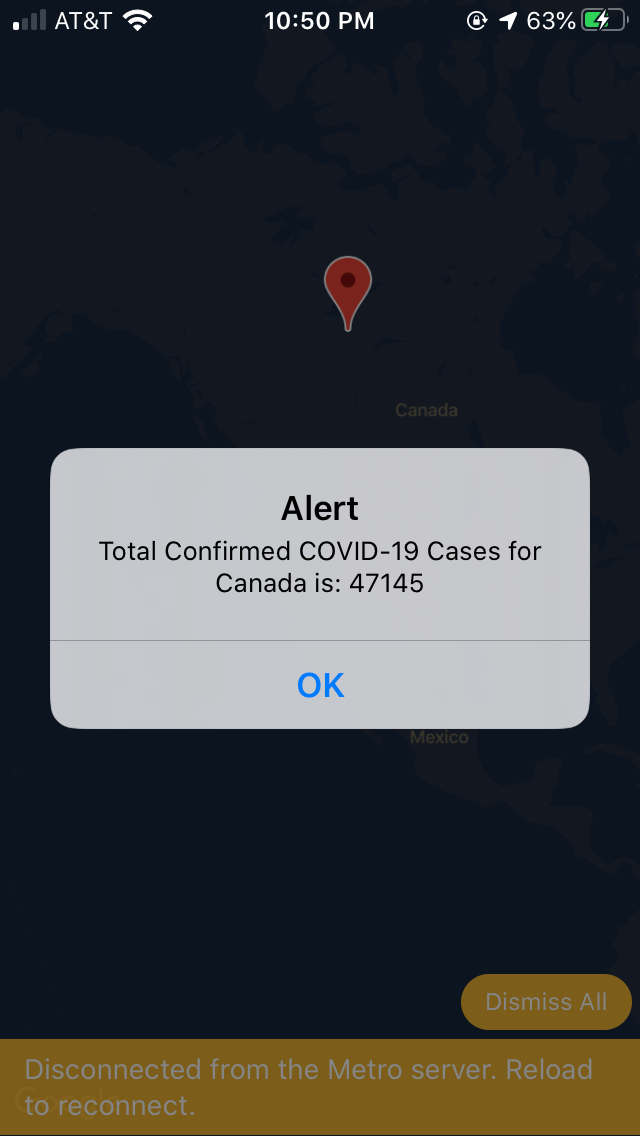 AT&T 10:50 PM 63%
Canada
Alert
Total Confirmed COVID-19 Cases for
Canada is: 47145
OK
Mexico
Dismiss All
Disconnected from the Metro server. Reload
to reconnect.
Google